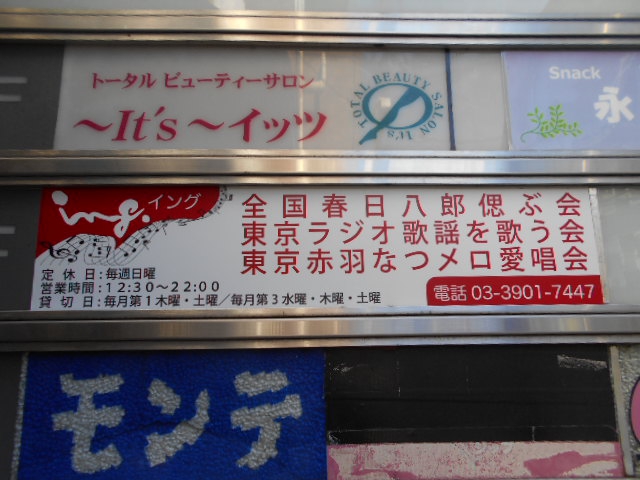 トータル ビューティーサロン
～It's～イッツ
TOTAL BEAUTY SALON It's
Snack
永
ing. イング
全国春日八郎偲ぶ会
東京ラジオ歌謡を歌う会
東京赤羽なつメロ愛唱会
定休日：毎週日曜
営業時間：12:30～22:00
貸切日：毎月第1木曜・土曜／毎月第3水曜・木曜・土曜
電話 03-3901-7447
モンテ